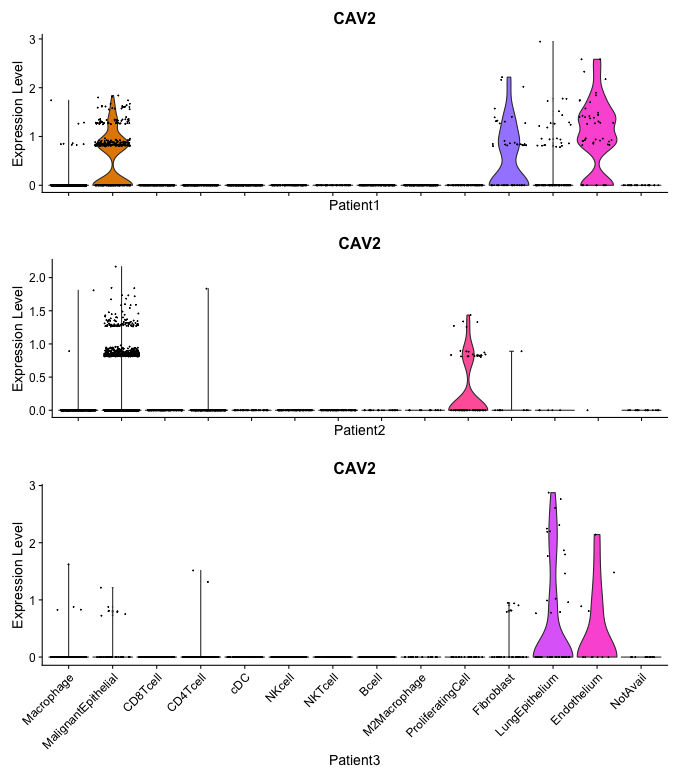 CAV2
Expression Level
3
2
1
0
Patient1
CAV2
Expression Level
2.0
1.5
1.0
0.5
0.0
Patient2
CAV2
Expression Level
3
2
1
0
Macrophage
MalignantEpithelial
CD8Tcell
CD4Tcell
cDC
NKcell
NKTcell
Bcell
M2Macrophage
ProliferatingCell
Fibroblast
LungEpithelium
Endothelium
NotAvail
Patient3